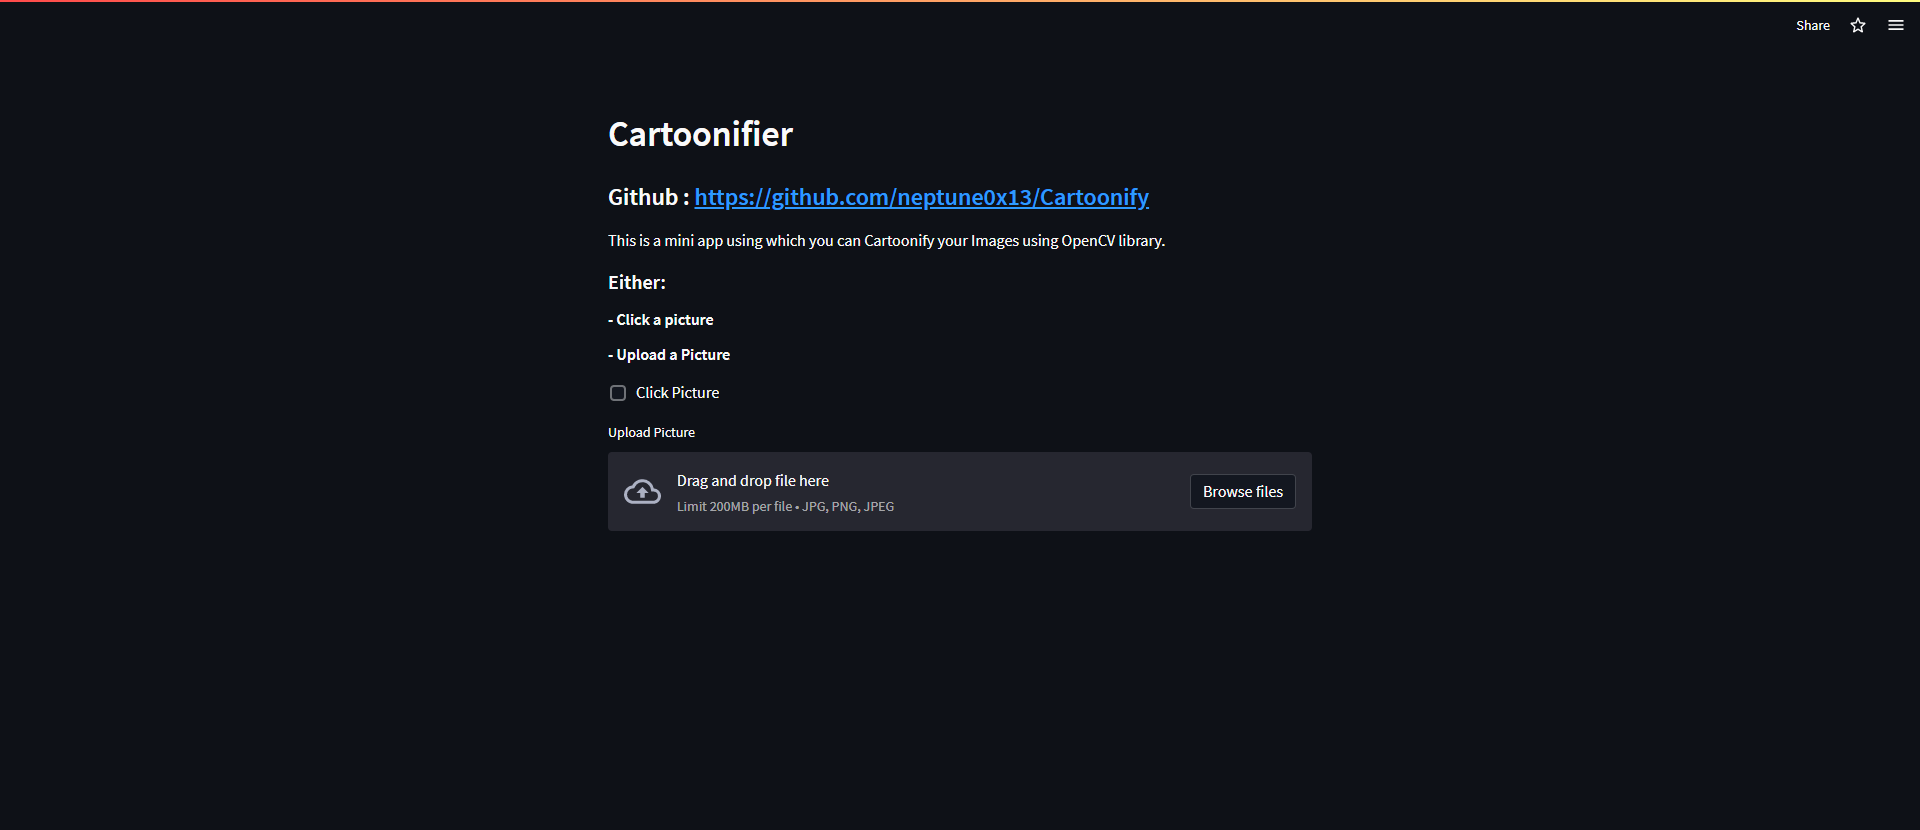 Share
Cartoonifier
Github : https://github.com/neptune0x13/Cartoonify
This is a mini app using which you can Cartoonify your Images using OpenCV library.
Either:
- Click a picture
- Upload a Picture
Click Picture
Upload Picture
Drag and drop file here
Limit 200MB per file • JPG, PNG, JPEG
Browse files